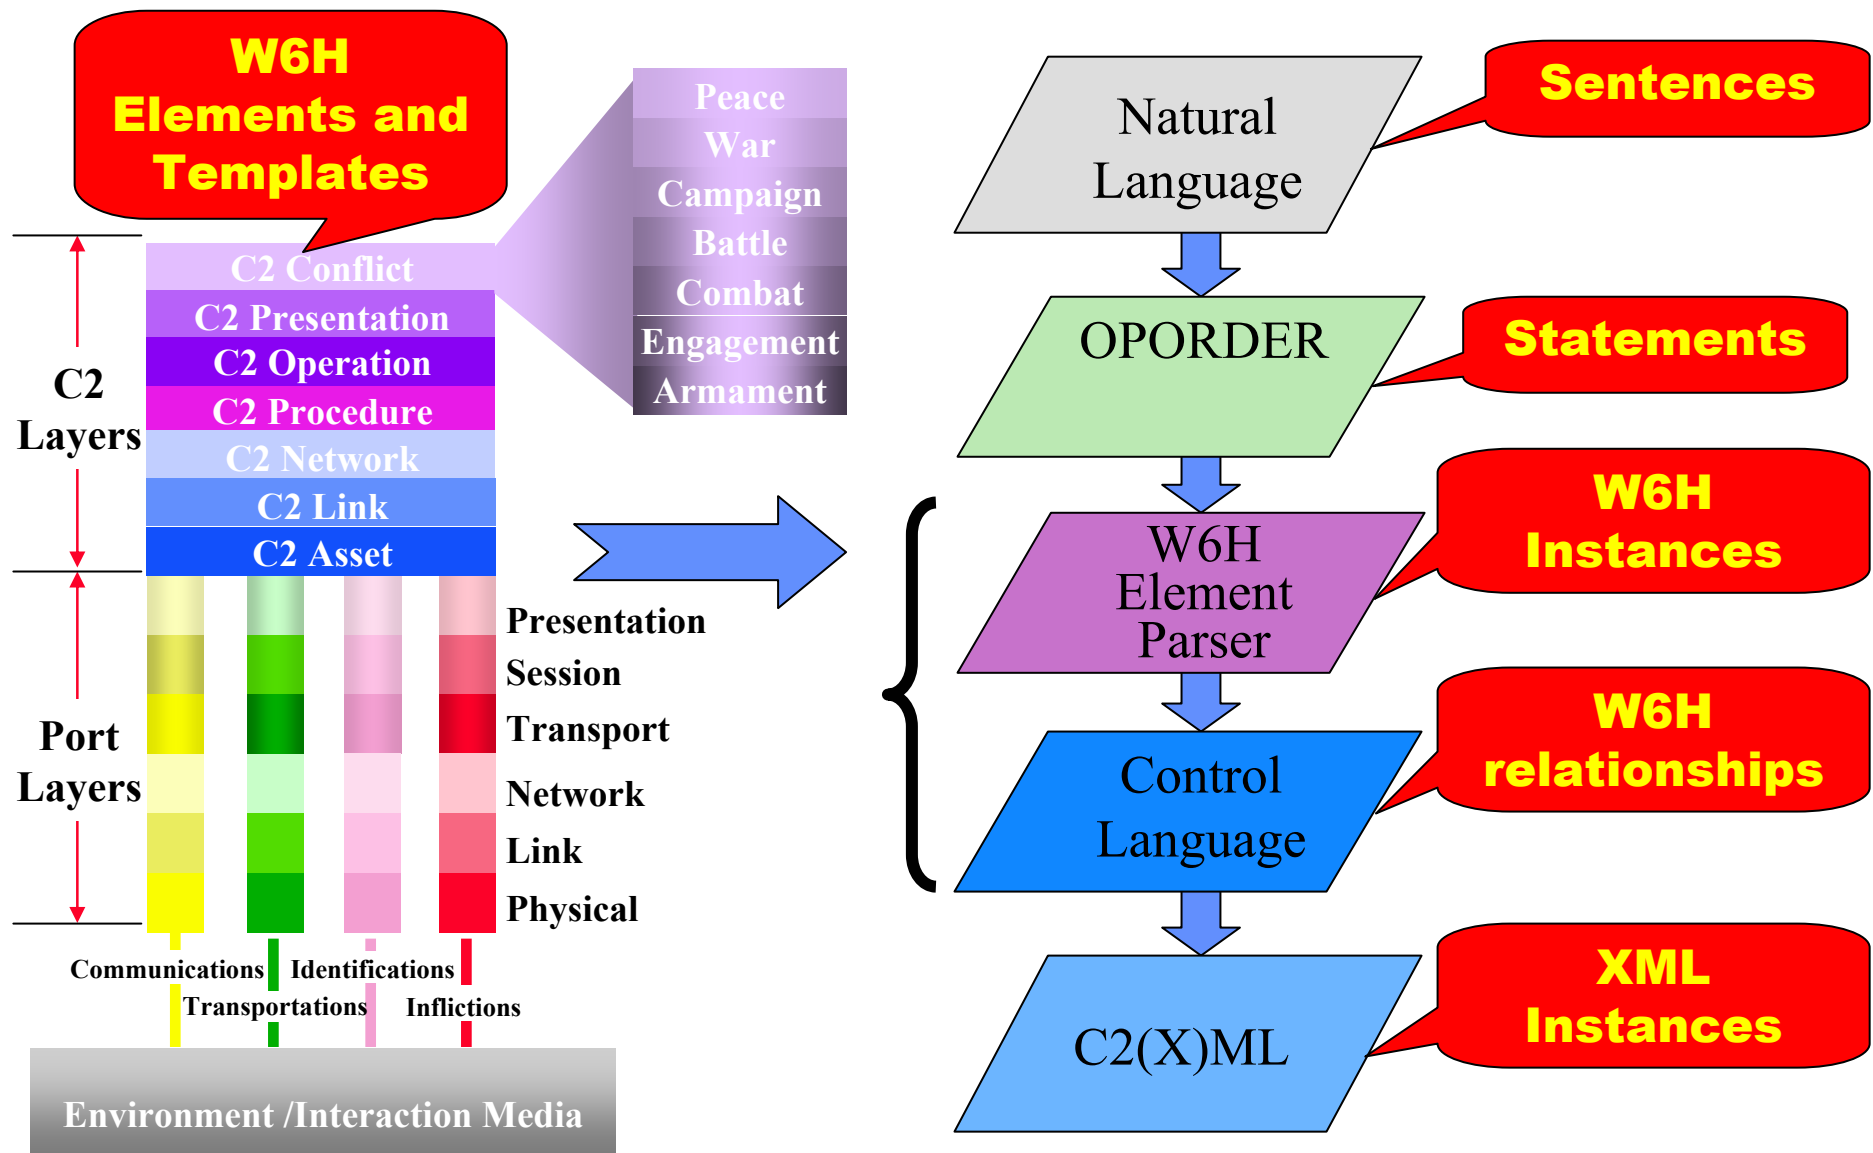 W6H
Elements and
Templates
C2 Conflict
C2 Presentation
C2 Operation
C2 Procedure
C2 Network
C2 Link
C2 Asset
C2
Layers
Port
Layers
Peace
War
Campaign
Battle
Combat
Engagement
Armament
Presentation
Session
Transport
Network
Link
Physical
Communications
Identifications
Transportations
Inflictions
Environment /Interaction Media
Natural
Language
Sentences
OPORDER
Statements
W6H
Element
Parser
W6H
Instances
Control
Language
W6H
relationships
C2(X)ML
XML
Instances